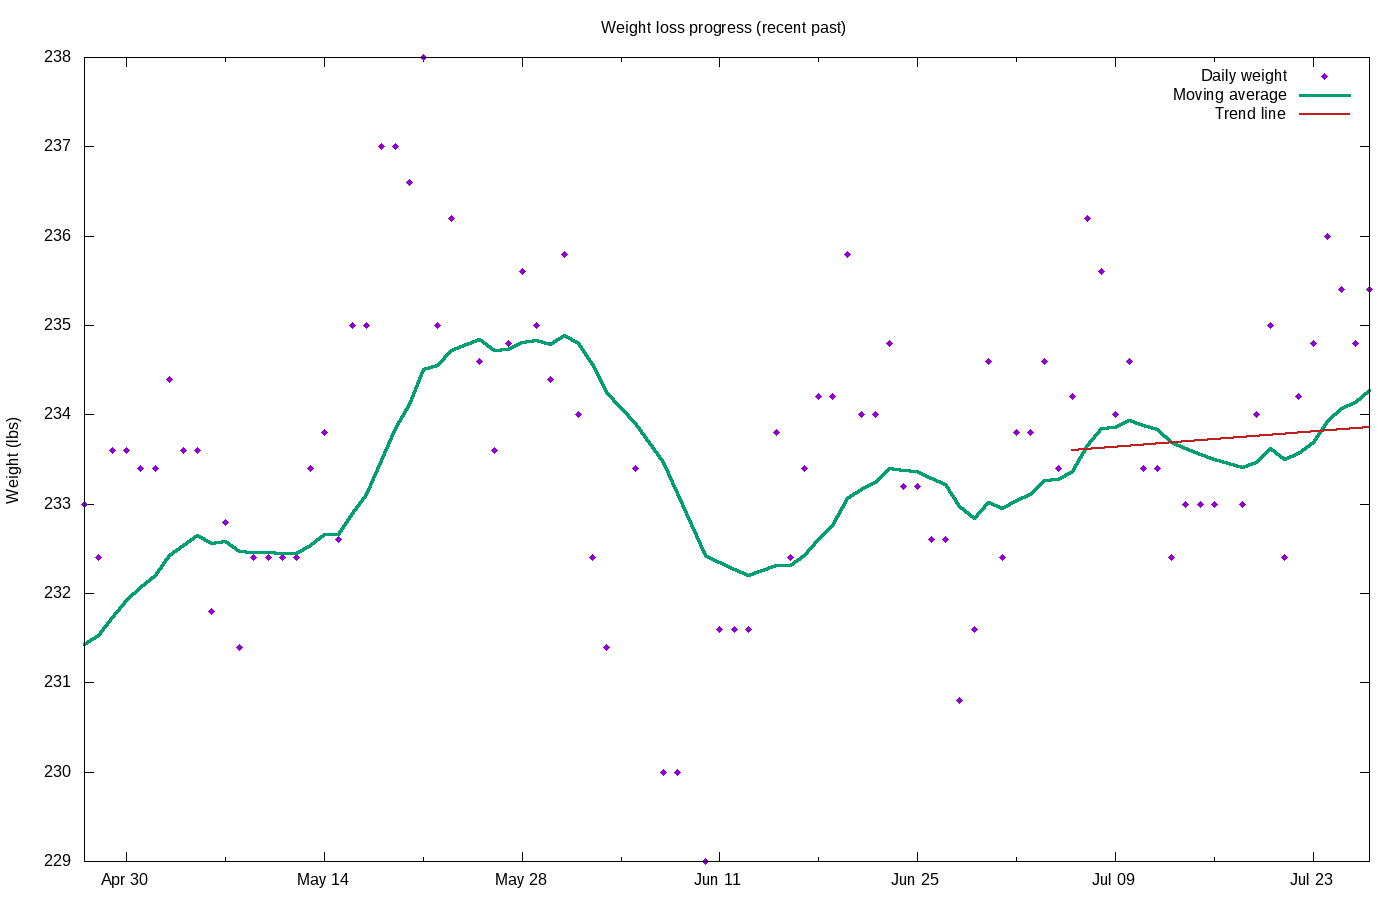 Weight loss progress (recent past)
Daily weight
Moving average
Trend line
Weight (lbs)
238
237
236
235
234
233
232
231
230
229
Apr 30 May 14 May 28 Jun 11 Jun 25 Jul 09 Jul 23